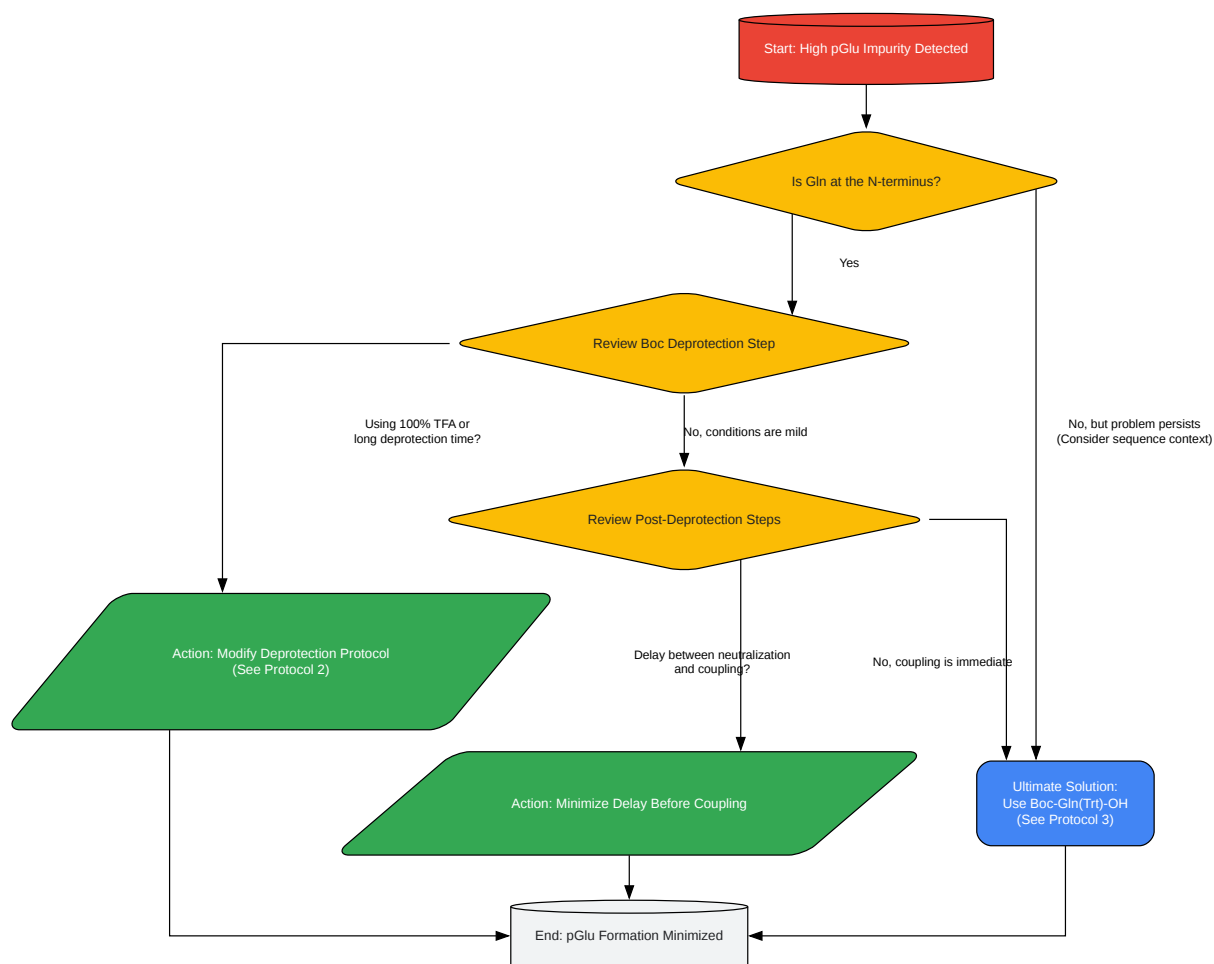 Start: High pGlu Impurity Detected
Is Gln at the N-terminus?
Yes
Review Boc Deprotection Step
Using 100% TFA or
long deprotection time?
No, conditions are mild
No, but problem persists
(Consider sequence context)
Review Post-Deprotection Steps
Action: Modify Deprotection Protocol
(See Protocol 2)
Delay between neutralization
and coupling?
No, coupling is immediate
Action: Minimize Delay Before Coupling
Ultimate Solution:
Use Boc-Gln(Trt)-OH
(See Protocol 3)
End: pGlu Formation Minimized